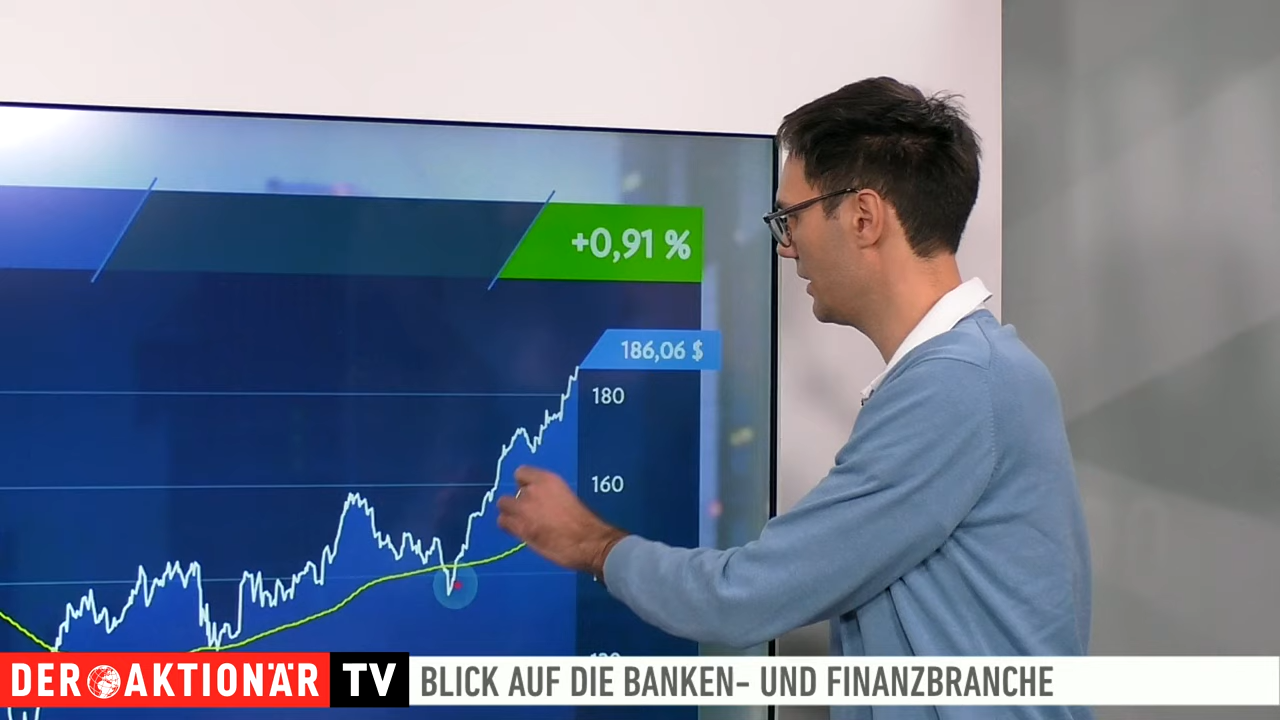 +0,91 %
186,06 $
180
160
DER AKTIONÄR TV
BLICK AUF DIE BANKEN- UND FINANZBRANCHE